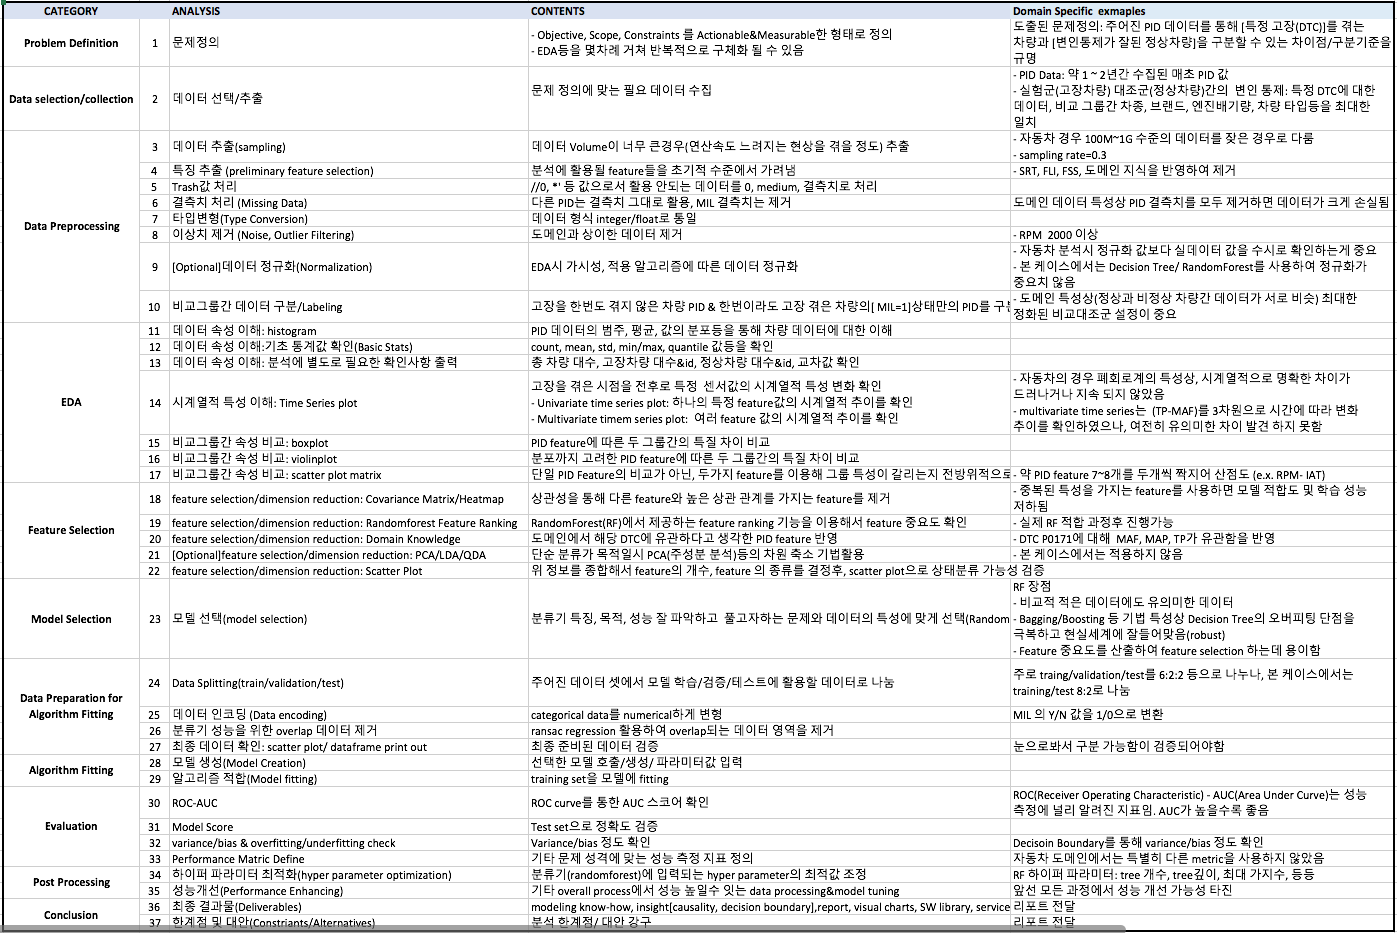 CATEGORY ANALYSIS CONTENTS Domain Specific exmaples
Problem Definition 1 문제정의
- Objective, Scope, Constraints 를 Actionable&Measurable한 형태로 정의
- EDA등을 몇차례 거쳐 반복적으로 구체화 될 수 있음
도출된 문제정의: 주어진 PID 데이터를 통해 [특정 고장(DTC)]를 겪는
차량과 [변인통제가 잘된 정상차량]을 구분할 수 있는 차이점/구분기준을
규명
Data selection/collection 2 데이터 선택/추출 문제 정의에 맞는 필요 데이터 수집
- PID Data: 약 1 ~ 2년간 수집된 매초 PID 값
- 실험군(고장차량) 대조군(정상차량)간의 변인 통제: 특정 DTC에 대한
데이터, 비교 그룹간 차종, 브랜드, 엔진배기량, 차량 타입등을 최대한
일치
Data Preprocessing
3 데이터 추출(sampling) 데이터 Volume이 너무 큰경우(연산속도 느려지는 현상을 겪을 정도) 추출
- 자동차 경우 100M~1G 수준의 데이터를 잦은 경우로 다룸
- sampling rate=0.3
4 특징 추출 (preliminary feature selection) 분석에 활용될 feature들을 초기적 수준에서 가려냄 - SRT, FLI, FSS, 도메인 지식을 반영하여 제거
5 Trash값 처리 //0, *' 등 값으로서 활용 안되는 데이터를 0, medium, 결측치로 처리
6 결측치 처리 (Missing Data) 다른 PID는 결측치 그대로 활용, MIL 결측치는 제거 도메인 데이터 특성상 PID 결측치를 모두 제거하면 데이터가 크게 손실됨
7 타입변형(Type Conversion) 데이터 형식 integer/float로 통일
8 이상치 제거 (Noise, Outlier Filtering) 도메인과 상이한 데이터 제거 - RPM 2000 이상
9 [Optional]데이터 정규화(Normalization) EDA시 가시성, 적용 알고리즘에 따른 데이터 정규화
- 자동차 분석시 정규화 값보다 실데이터 값을 수시로 확인하는게 중요
- 본 케이스에서는 Decision Tree/ RandomForest를 사용하여 정규화가
중요치 않음
10 비교그룹간 데이터 구분/Labeling 고장을 한번도 겪지 않은 차량 PID & 한번이라도 고장 겪은 차량의[ MIL=1]상태만의 PID를 구분
- 도메인 특성상(정상과 비정상 차량간 데이터가 서로 비슷) 최대한
정화된 비교대조군 설정이 중요
EDA
11 데이터 속성 이해: histogram PID 데이터의 범주, 평균, 값의 분포등을 통해 차량 데이터에 대한 이해
12 데이터 속성 이해:기초 통계값 확인(Basic Stats) count, mean, std, min/max, quantile 값등을 확인
13 데이터 속성 이해: 분석에 별도로 필요한 확인사항 출력 총 차량 대수, 고장차량 대수&id, 정상차량 대수&id, 교차값 확인
14 시계열적 특성 이해: Time Series plot
고장을 겪은 시점을 전후로 특정 센서값의 시계열적 특성 변화 확인
- Univariate time series plot: 하나의 특정 feature값의 시계열적 추이를 확인
- Multivariate timem series plot: 여러 feature 값의 시계열적 추이를 확인
- 자동차의 경우 폐회로계의 특성상, 시계열적으로 명확한 차이가
드러나거나 지속 되지 않았음
- multivariate time series는 (TP-MAF)를 3차원으로 시간에 따라 변화
추이를 확인하였으나, 여전히 유의미한 차이 발견 하지 못함
15 비교그룹간 속성 비교: boxplot PID feature에 따른 두 그룹간의 특질 차이 비교
16 비교그룹간 속성 비교: violinplot 분포까지 고려한 PID feature에 따른 두 그룹간의 특질 차이 비교
17 비교그룹간 속성 비교: scatter plot matrix 단일 PID Feature의 비교가 아닌, 두가지 feature를 이용해 그룹 특성이 갈리는지 전방위적으로 - 약 PID feature 7~8개를 두개씩 짝지어 산점도 (e.x. RPM- IAT)
Feature Selection
18 feature selection/dimension reduction: Covariance Matrix/Heatmap 상관성을 통해 다른 feature와 높은 상관 관계를 가지는 feature를 제거
- 중복된 특성을 가지는 feature를 사용하면 모델 적합도 및 학습 성능
저하됨
19 feature selection/dimension reduction: Randomforest Feature Ranking RandomForest(RF)에서 제공하는 feature ranking 기능을 이용해서 feature 중요도 확인 - 실제 RF 적합 과정후 진행가능
20 feature selection/dimension reduction: Domain Knowledge 도메인에서 해당 DTC에 유관하다고 생각한 PID feature 반영 - DTC P0171에 대해 MAF, MAP, TP가 유관함을 반영
21 [Optional]feature selection/dimension reduction: PCA/LDA/QDA 단순 분류가 목적일시 PCA(주성분 분석)등의 차원 축소 기법활용 - 본 케이스에서는 적용하지 않음
22 feature selection/dimension reduction: Scatter Plot 위 정보를 종합해서 feature의 개수, feature 의 종류를 결정후, scatter plot으로 상태분류 가능성 검증
Model Selection 23 모델 선택(model selection) 분류기 특징, 목적, 성능 잘 파악하고 풀고자하는 문제와 데이터의 특성에 맞게 선택(Random
RF 장점
- 비교적 적은 데이터에도 유의미한 데이터
- Bagging/Boosting 등 기법 특성상 Decision Tree의 오버피팅 단점을
극복하고 현실세계에 잘들어맞음(robust)
- Feature 중요도를 산출하여 feature selection 하는데 용이함
Data Preparation for
Algorithm Fitting
24 Data Splitting(train/validation/test) 주어진 데이터 셋에서 모델 학습/검증/테스트에 활용할 데이터로 나눔
주로 traing/validation/test를 6:2:2 등으로 나누나, 본 케이스에서는
training/test 8:2로 나눔
25 데이터 인코딩 (Data encoding) categorical data를 numerical하게 변형 MIL 의 Y/N 값을 1/0으로 변환
26 분류기 성능을 위한 overlap 데이터 제거 ransac regression 활용하여 overlap되는 데이터 영역을 제거
27 최종 데이터 확인: scatter plot/ dataframe print out 최종 준비된 데이터 검증 눈으로봐서 구분 가능함이 검증되어야함
Algorithm Fitting
28 모델 생성(Model Creation) 선택한 모델 호출/생성/ 파라미터값 입력
29 알고리즘 적합(Model fitting) training set을 모델에 fitting
Evaluation
30 ROC-AUC ROC curve를 통한 AUC 스코어 확인
ROC(Receiver Operating Characteristic) - AUC(Area Under Curve)는 성능
측정에 널리 알려진 지표임. AUC가 높을수록 좋음
31 Model Score Test set으로 정확도 검증
32 variance/bias & overfitting/underfitting check Variance/bias 정도 확인 Decisoin Boundary를 통해 variance/bias 정도 확인
33 Performance Matric Define 기타 문제 성격에 맞는 성능 측정 지표 정의 자동차 도메인에서는 특별히 다른 metric을 사용하지 않았음
Post Processing
34 하이퍼 파라미터 최적화(hyper parameter optimization) 분류기(randomforest)에 입력되는 hyper parameter의 최적값 조정 RF 하이퍼 파라미터: tree 개수, tree깊이, 최대 가지수, 등등
35 성능개선(Performance Enhancing) 기타 overall process에서 성능 높일수 잇는 data processing&model tuning 앞선 모든 과정에서 성능 개선 가능성 타진
Conclusion
36 최종 결과물(Deliverables) modeling know-how, insight[causality, decision boundary],report, visual charts, SW library, service 리포트 전달
37 한계점 및 대안(Constriants/Alternatives) 분석 한계점/ 대안 강구 리포트 전달